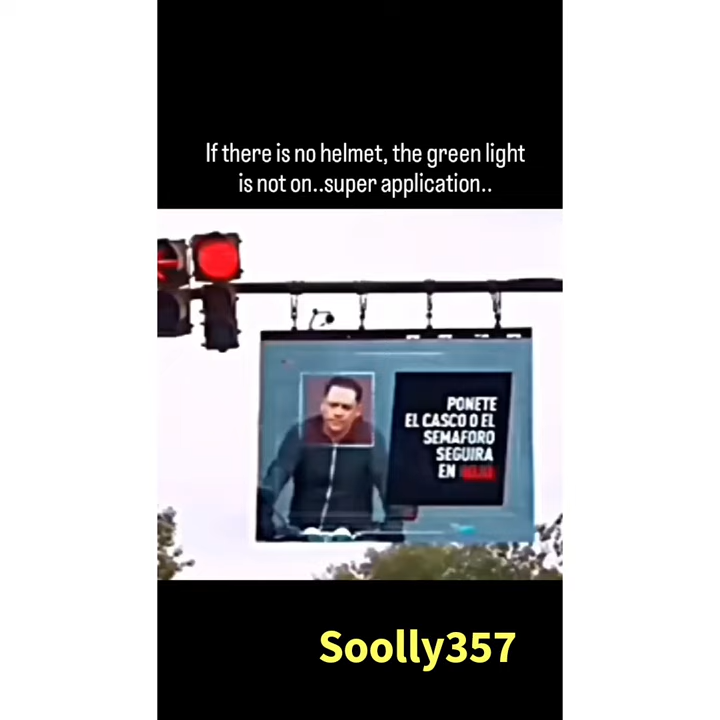 If there is no helmet, the green light
is not on..super application..
PONETE
EL CASCO O EL
SEMAFORO
SEGUIRA
EN ROJO
Soolly357